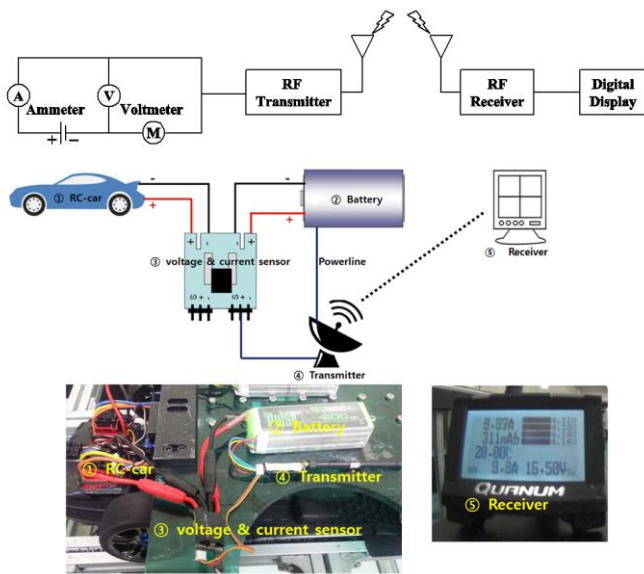 A
Ammeter
V
Voltmeter
M
+ -
RF
Transmitter
RF
Receiver
Digital
Display
① RC-car
-
+
-
+
② Battery
+ - - +
③ voltage & current sensor
Powerline
S + -
S + -
⑤ Receiver
④ Transmitter
② Battery
① RC-car
④ Transmitter
③ voltage & current sensor
311mAh
20.00C
9.8A 16.50V
QUANUM
⑤ Receiver